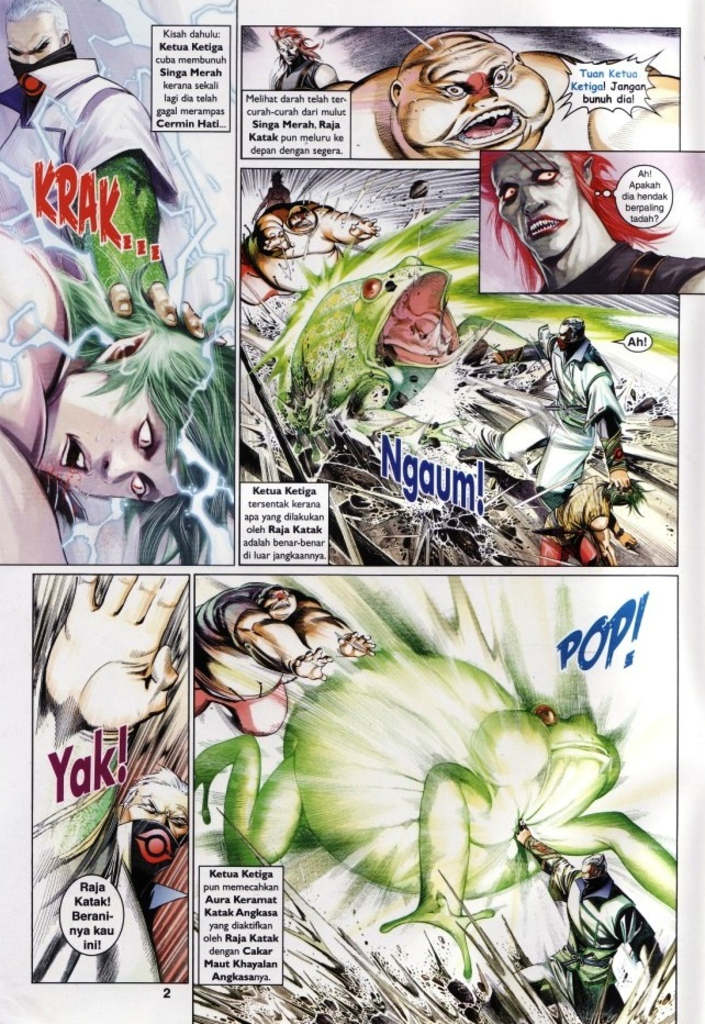 Kisah dahulu:
Ketua Ketiga
cuba membunuh
Singa Merah
kerana sekali
lagi dia telah
gagal merampas
Cermin Hati...
KRAK...
Melihat darah telah ter-
curah-curah dari mulut
Singa Merah, Raja
Katak pun meluru ke
depan dengan segera.
Tuan Ketua
Ketiga! Jangan
bunuh dia!
Ah!
Apakah
dia hendak
berpaling
tadah?
Ah!
Ngaum!
Ketua Ketiga
tersentak kerana
apa yang dilakukan
oleh Raja Katak
adalah benar-benar
di luar jangkaannya.
Yak!
Raja
Katak!
Berani-
nya kau
ini!
POP!
Ketua Ketiga
pun memecahkan
Aura Keramat
Katak Angkasa
yang diaktifkan
oleh Raja Katak
dengan Cakar
Maut Khayalan
Angkasanya.
2